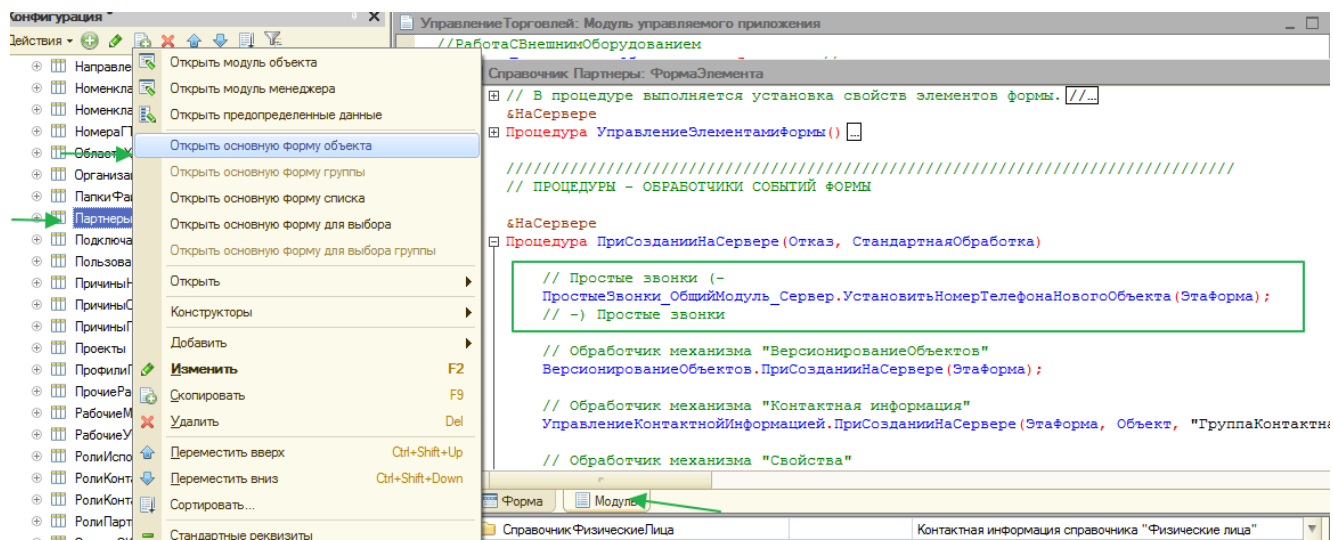 Конфигурация *
УправлениеТорговлей: Модуль управляемого приложения
Действия
//РаботаСВнешнимОборудованием
Направле
Номенкла
Номенкла
НомераГТ
Организа
ПапкиФа
Партнеры
Подключа
Пользова
ПричиныН
ПричиныС
ПричиныП
Проекты
ПрофилиГ
ПрочиеРа
РабочиеМ
РабочиеУ
РолиИспо
РолиКонт
РолиКонт
РолиПарт
Открыть модуль объекта
Открыть модуль менеджера
Открыть предопределенные данные
Открыть основную форму объекта
Открыть основную форму группы
Открыть основную форму списка
Открыть основную форму для выбора
Открыть основную форму для выбора группы
Открыть
Конструкторы
Добавить
Изменить F2
Скопировать F9
Удалить Del
Переместить вверх Ctrl+Shift+Up
Переместить вниз Ctrl+Shift+Down
Сортировать...
Стандартные реквизиты
Справочник Партнеры: ФормаЭлемента
// В процедуре выполняется установка свойств элементов формы. //...
&НаСервере
Процедура УправлениеЭлементамиФормы() ...
////////////////////////////////////////////////////////////////////////////////
// ПРОЦЕДУРЫ - ОБРАБОТЧИКИ СОБЫТИЙ ФОРМЫ
&НаСервере
Процедура ПриСозданииНаСервере(Отказ, СтандартнаяОбработка)
// Простые звонки (-
ПростыеЗвонки_ОбщийМодуль_Сервер.УстановитьНомерТелефонаНовогоОбъекта(ЭтаФорма);
// -) Простые звонки
// Обработчик механизма "ВерсионированиеОбъектов"
ВерсионированиеОбъектов.ПриСозданииНаСервере(ЭтаФорма);
// Обработчик механизма "Контактная информация"
УправлениеКонтактнойИнформацией.ПриСозданииНаСервере(ЭтаФорма, Объект, "ГруппаКонтактна
// Обработчик механизма "Свойства"
Форма
Модуль
СправочникФизическиеЛица
Контактная информация справочника "Физические лица"